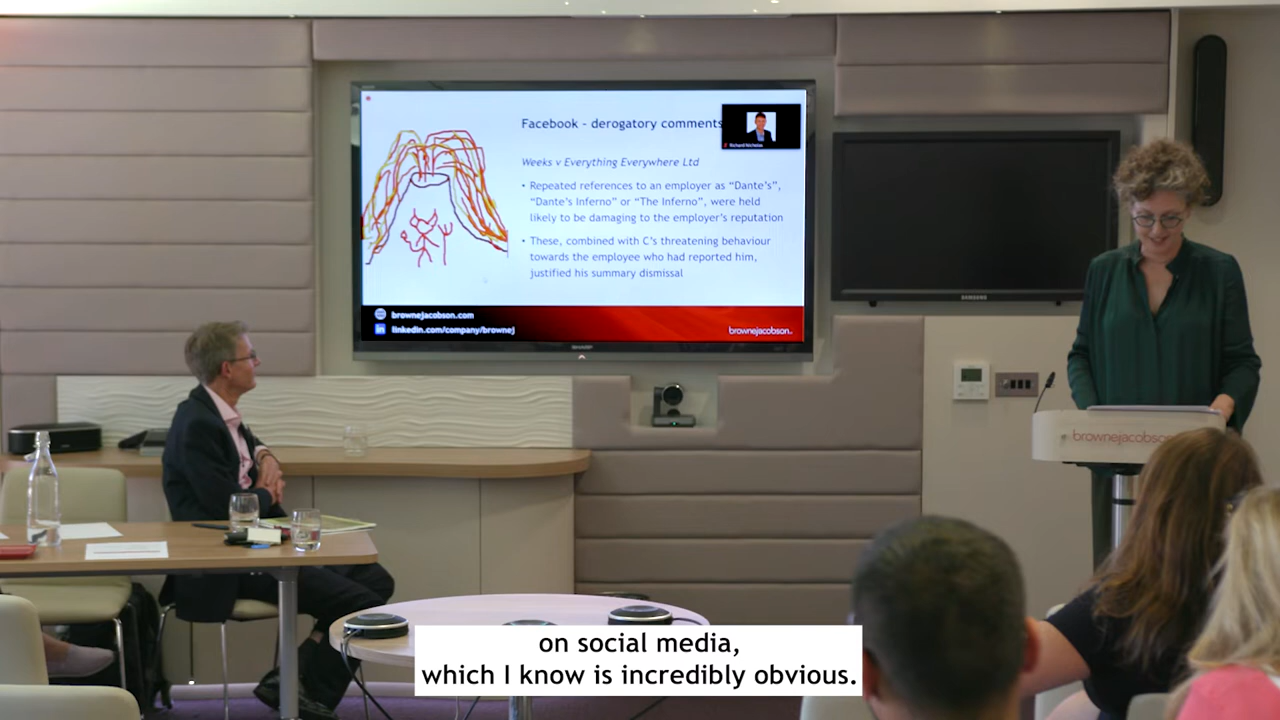 Facebook - derogatory comments
Richard Nicholas
Weeks v Everything Everywhere Ltd
• Repeated references to an employer as “Dante’s”,
“Dante’s Inferno” or “The Inferno”, were held
likely to be damaging to the employer’s reputation
• These, combined with C’s threatening behaviour
towards the employee who had reported him,
justified his summary dismissal
brownejacobson.com
in linkedin.com/company/brownej
brownejacobson
SHARP
SAMSUNG
brownejacobson
on social media,
which I know is incredibly obvious.